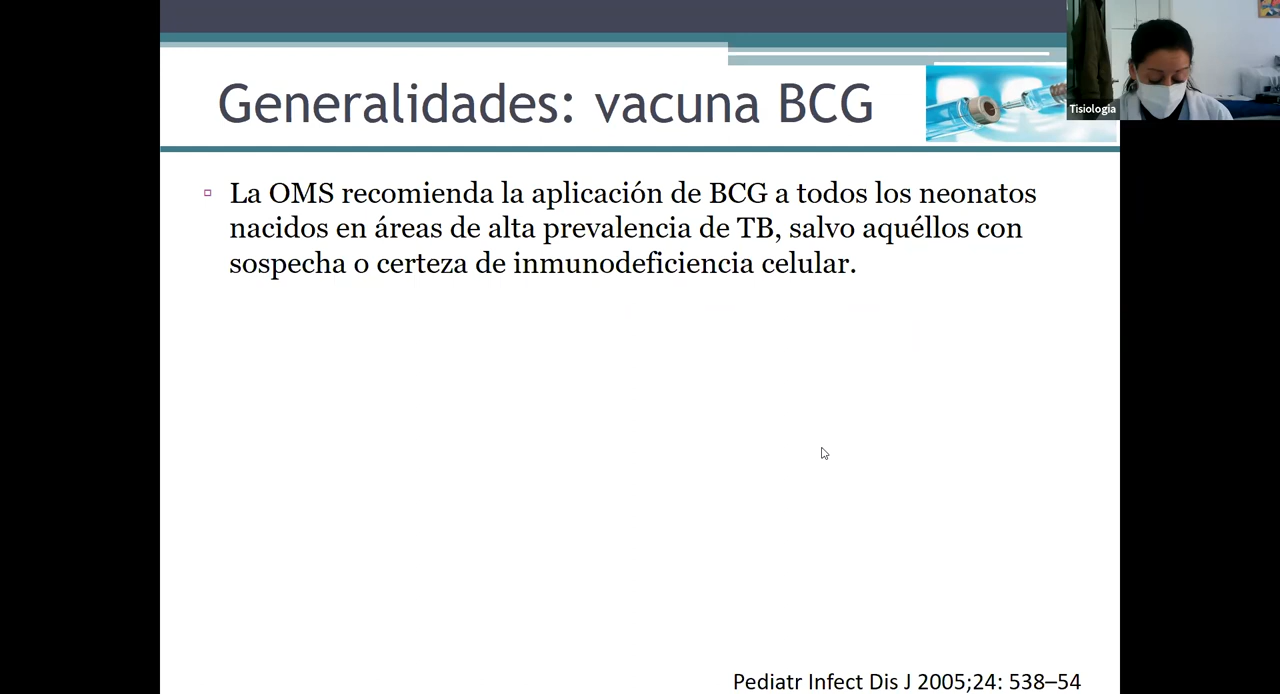 Generalidades: vacuna BCG
Tisiologia
La OMS recomienda la aplicación de BCG a todos los neonatos
nacidos en áreas de alta prevalencia de TB, salvo aquéllos con
sospecha o certeza de inmunodeficiencia celular.
Pediatr Infect Dis J 2005;24: 538–54